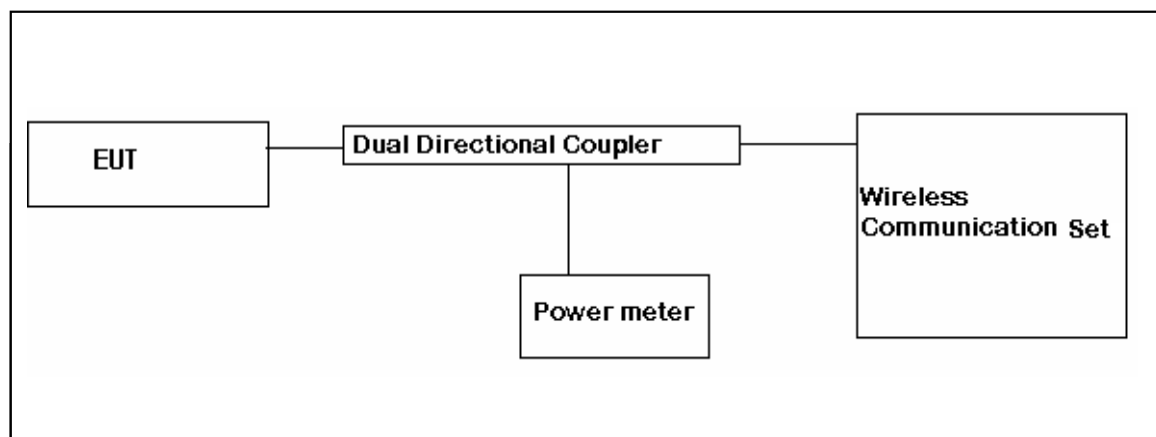 EUT
Dual Directional Coupler
Wireless
Communication Set
Power meter